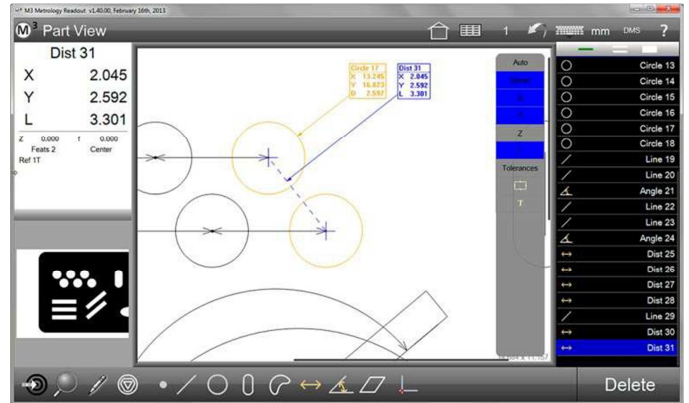 M3 Metrology Readout v1.40.00, February 16th, 2013
M3 Part View
1
mm
DMS
?
Dist 31
X 2.045
Y 2.592
L 3.301
Z 0.000 f 0.000
Feats 2 Center
Ref 1T
Circle 17
X 13.245
Y 16.023
D 2.597
Dist 31
X 2.045
Y 2.592
L 3.301
Auto
Z
Tolerances
T
Circle 13
Circle 14
Circle 15
Circle 16
Circle 17
Circle 18
Line 19
Line 20
Angle 21
Line 22
Line 23
Angle 24
Dist 25
Dist 26
Dist 27
Dist 28
Line 29
Dist 30
Dist 31
Delete